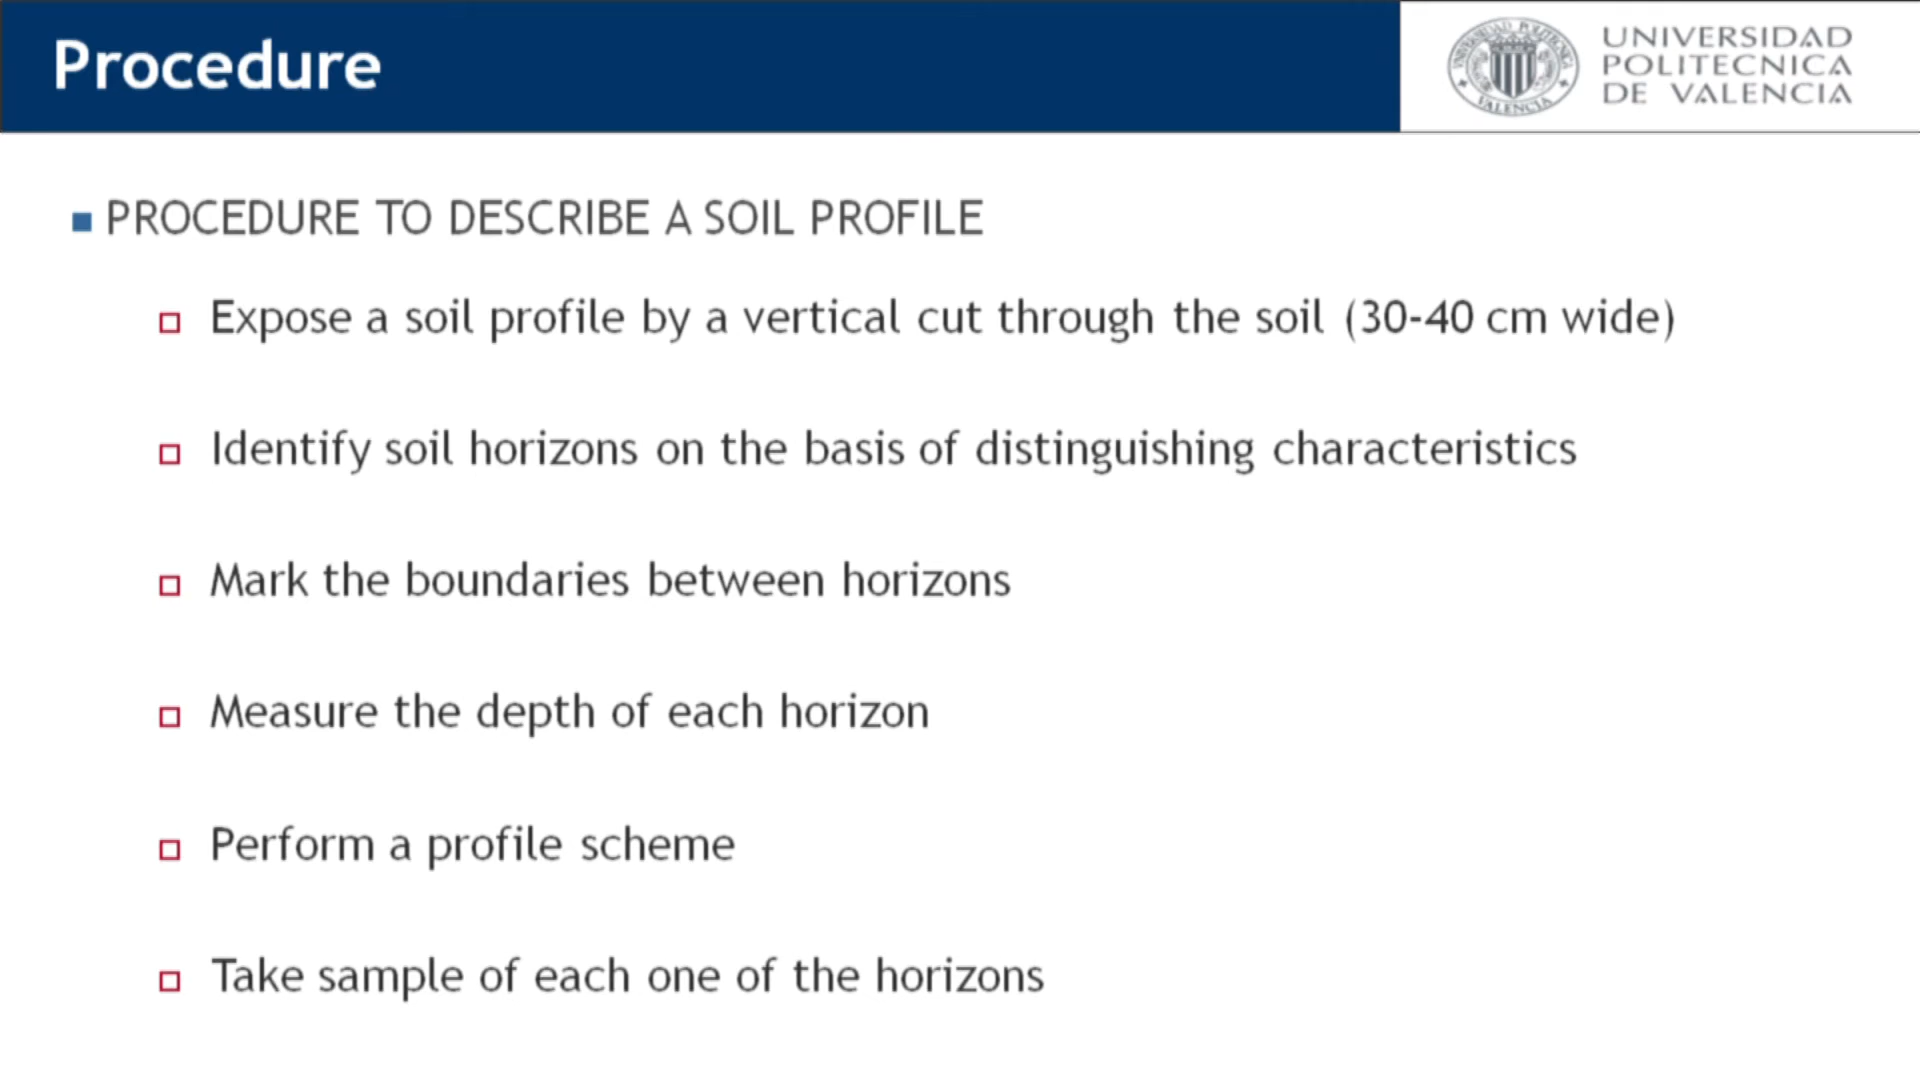 Procedure
UNIVERSIDAD
POLITECNICA
DE VALENCIA
PROCEDURE TO DESCRIBE A SOIL PROFILE
Expose a soil profile by a vertical cut through the soil (30-40 cm wide)
Identify soil horizons on the basis of distinguishing characteristics
Mark the boundaries between horizons
Measure the depth of each horizon
Perform a profile scheme
Take sample of each one of the horizons